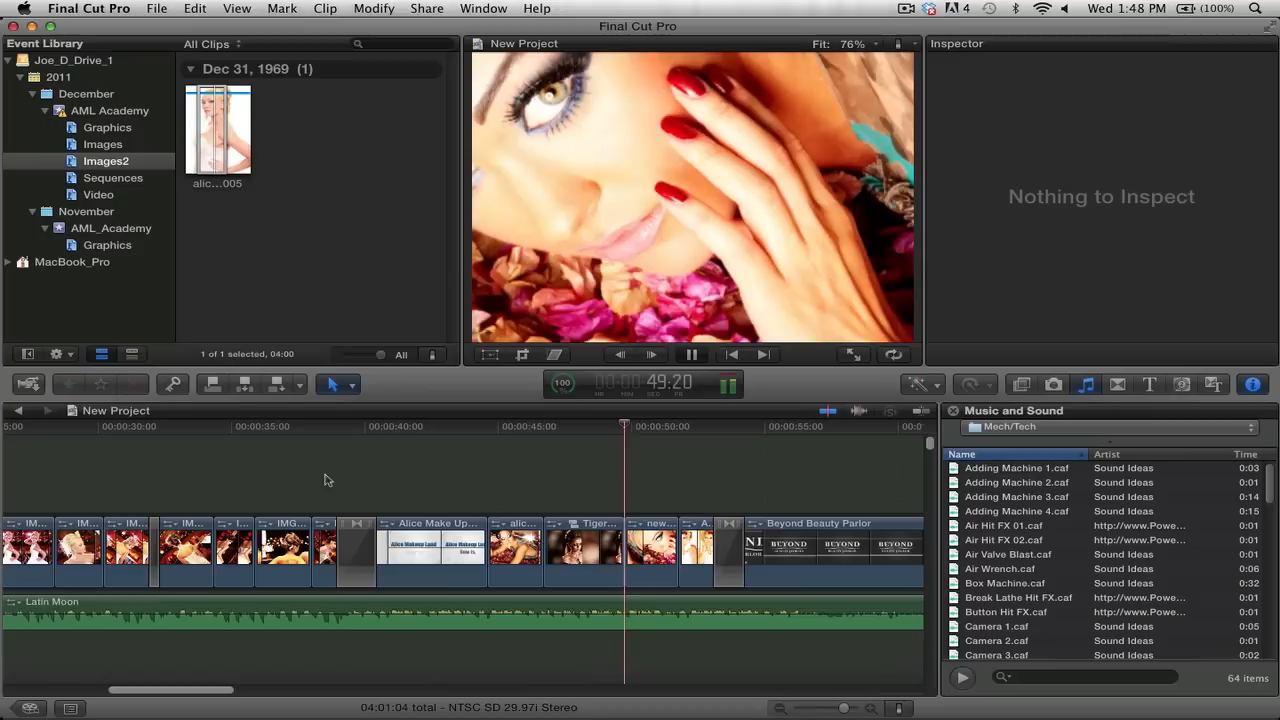 Final Cut Pro File Edit View Mark Clip Modify Share Window Help 4 (100%) Wed 1:48 PM
Final Cut Pro
Event Library All Clips New Project Fit: 76% Inspector
Joe_D_Drive_1
2011
December
AML Academy
Graphics
Images
Images2
Sequences
Video
November
AML_Academy
Graphics
MacBook_Pro
Dec 31, 1969 (1)
alic...005
Nothing to Inspect
1 of 1 selected, 04:00 All
100 00:00:49:20
HR MIN SEC FR
New Project
5:00 00:00:30:00 00:00:35:00 00:00:40:00 00:00:45:00 00:00:50:00 00:00:55:00 00:0
IM... IM... IM... IM... I... IMG... I Alice Make Up... alic... Tiger... new... A. Beyond Beauty Parlor
Alice Make Up Land Alice Make Up Lan
BEYOND BEYOND BEYOND
Latin Moon
04:01:04 total - NTSC SD 29.97i Stereo
Music and Sound
Mech/Tech
Name Artist Time
Adding Machine 1.caf Sound Ideas 0:03
Adding Machine 2.caf Sound Ideas 0:01
Adding Machine 3.caf Sound Ideas 0:14
Adding Machine 4.caf Sound Ideas 0:15
Air Hit FX 01.caf http://www.Powe... 0:01
Air Hit FX 02.caf http://www.Powe... 0:01
Air Valve Blast.caf Sound Ideas 0:01
Air Wrench.caf Sound Ideas 0:06
Box Machine.caf Sound Ideas 0:32
Break Lathe Hit FX.caf http://www.Powe... 0:01
Button Hit FX.caf http://www.Powe... 0:01
Camera 1.caf Sound Ideas 0:05
Camera 2.caf Sound Ideas 0:01
Camera 3.caf Sound Ideas 0:02
64 items